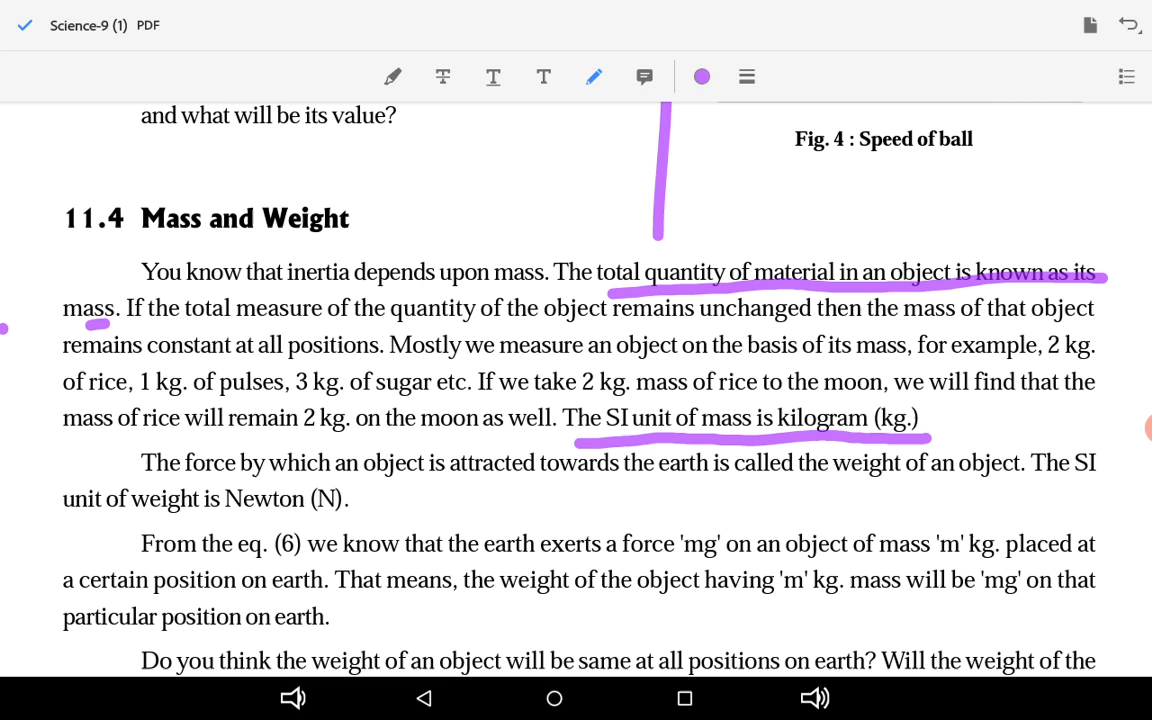 Science-9 (1) PDF
and what will be its value?
Fig. 4 : Speed of ball
11.4 Mass and Weight
You know that inertia depends upon mass. The total quantity of material in an object is known as its
mass. If the total measure of the quantity of the object remains unchanged then the mass of that object
remains constant at all positions. Mostly we measure an object on the basis of its mass, for example, 2 kg.
of rice, 1 kg. of pulses, 3 kg. of sugar etc. If we take 2 kg. mass of rice to the moon, we will find that the
mass of rice will remain 2 kg. on the moon as well. The SI unit of mass is kilogram (kg.)
The force by which an object is attracted towards the earth is called the weight of an object. The SI
unit of weight is Newton (N).
From the eq. (6) we know that the earth exerts a force 'mg' on an object of mass 'm' kg. placed at
a certain position on earth. That means, the weight of the object having 'm' kg. mass will be 'mg' on that
particular position on earth.
Do you think the weight of an object will be same at all positions on earth? Will the weight of the